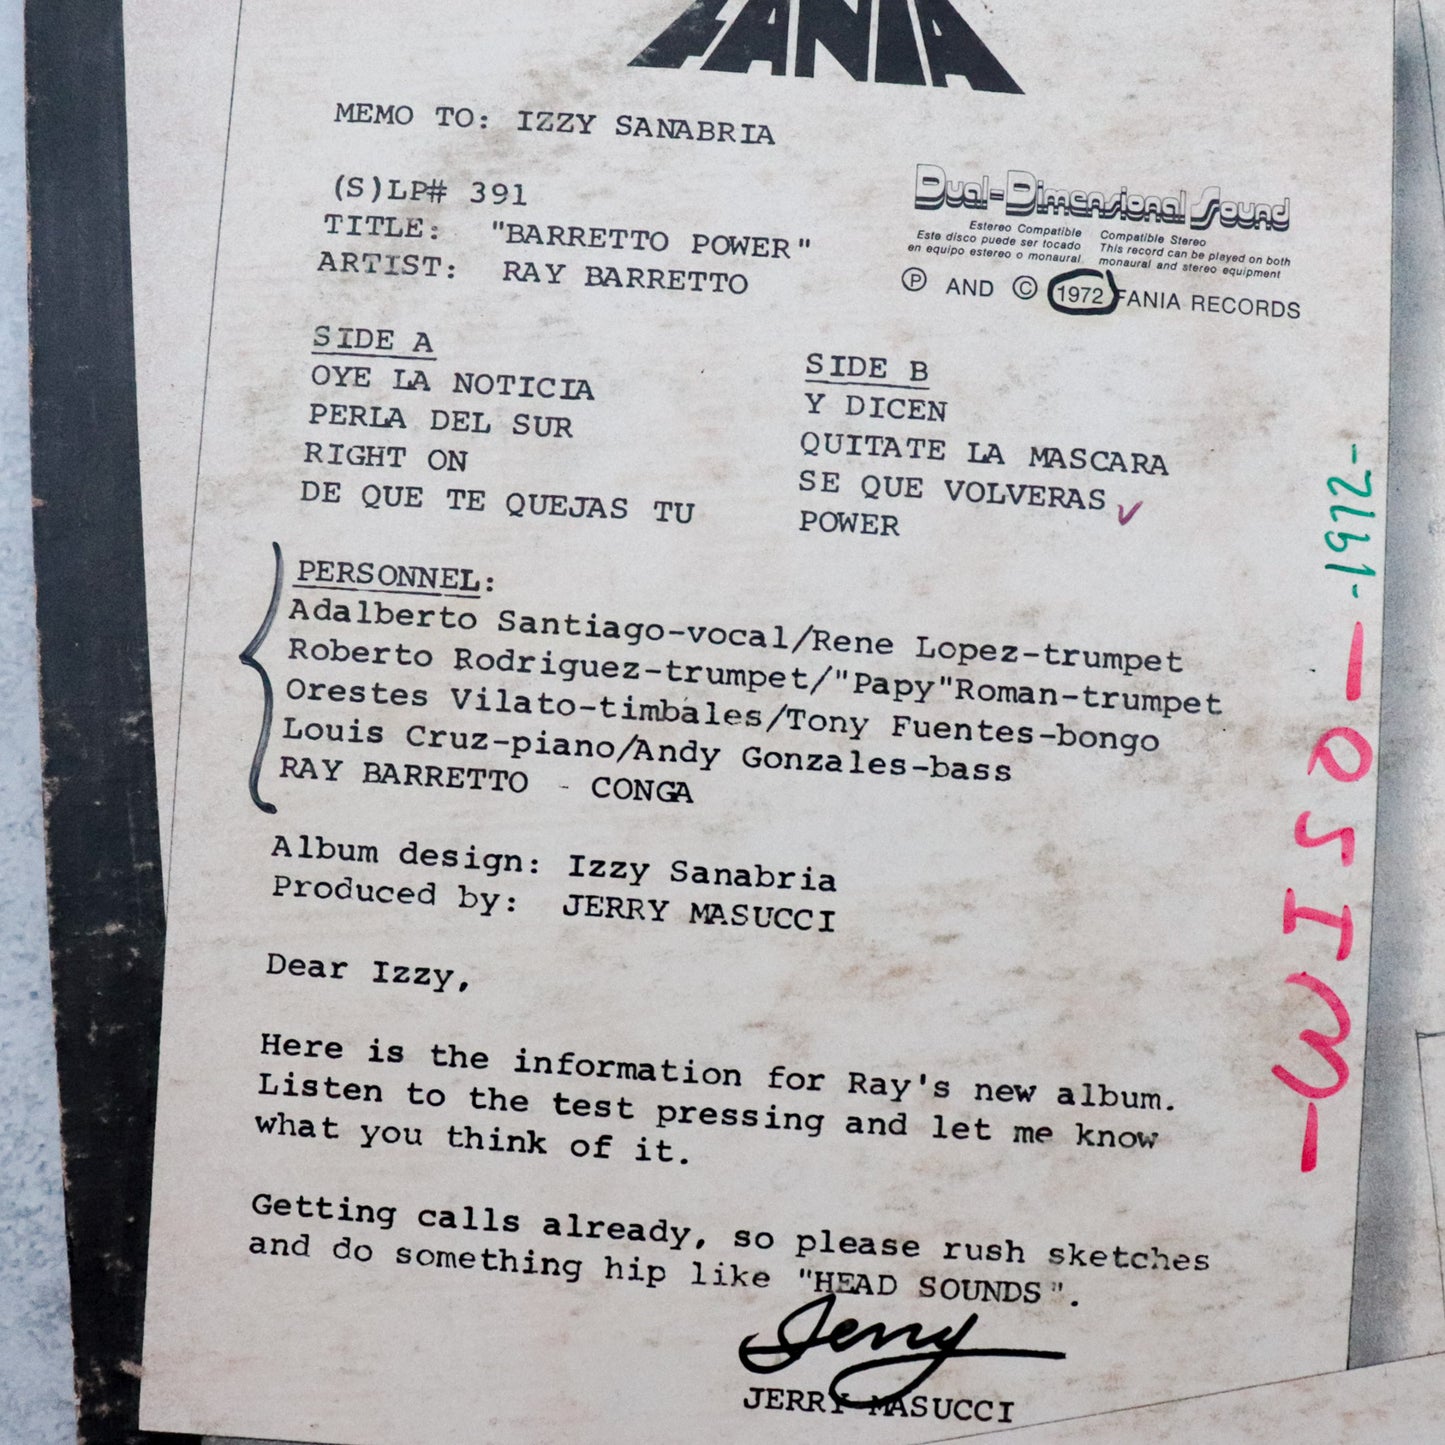 FANIA
MEMO TO: IZZY SANABRIA
(S)LP# 391
TITLE: "BARRETTO POWER"
ARTIST: RAY BARRETTO
Dual-Dimensional Sound
Estereo Compatible
Este disco puede ser tocado
en equipo estereo o monaural
Compatible Stereo
This record can be played on both
monaural and stereo equipment
Ⓟ AND © 1972 FANIA RECORDS
SIDE A
OYE LA NOTICIA
PERLA DEL SUR
RIGHT ON
DE QUE TE QUEJAS TU
SIDE B
Y DICEN
QUITATE LA MASCARA
SE QUE VOLVERAS ✓
POWER
PERSONNEL:
Adalberto Santiago-vocal/Rene Lopez-trumpet
Roberto Rodriguez-trumpet/"Papy"Roman-trumpet
Orestes Vilato-timbales/Tony Fuentes-bongo
Louis Cruz-piano/Andy Gonzales-bass
RAY BARRETTO - CONGA
Album design: Izzy Sanabria
Produced by: JERRY MASUCCI
Dear Izzy,
Here is the information for Ray's new album.
Listen to the test pressing and let me know
what you think of it.
Getting calls already, so please rush sketches
and do something hip like "HEAD SOUNDS".
Jerry
JERRY MASUCCI
-1972-